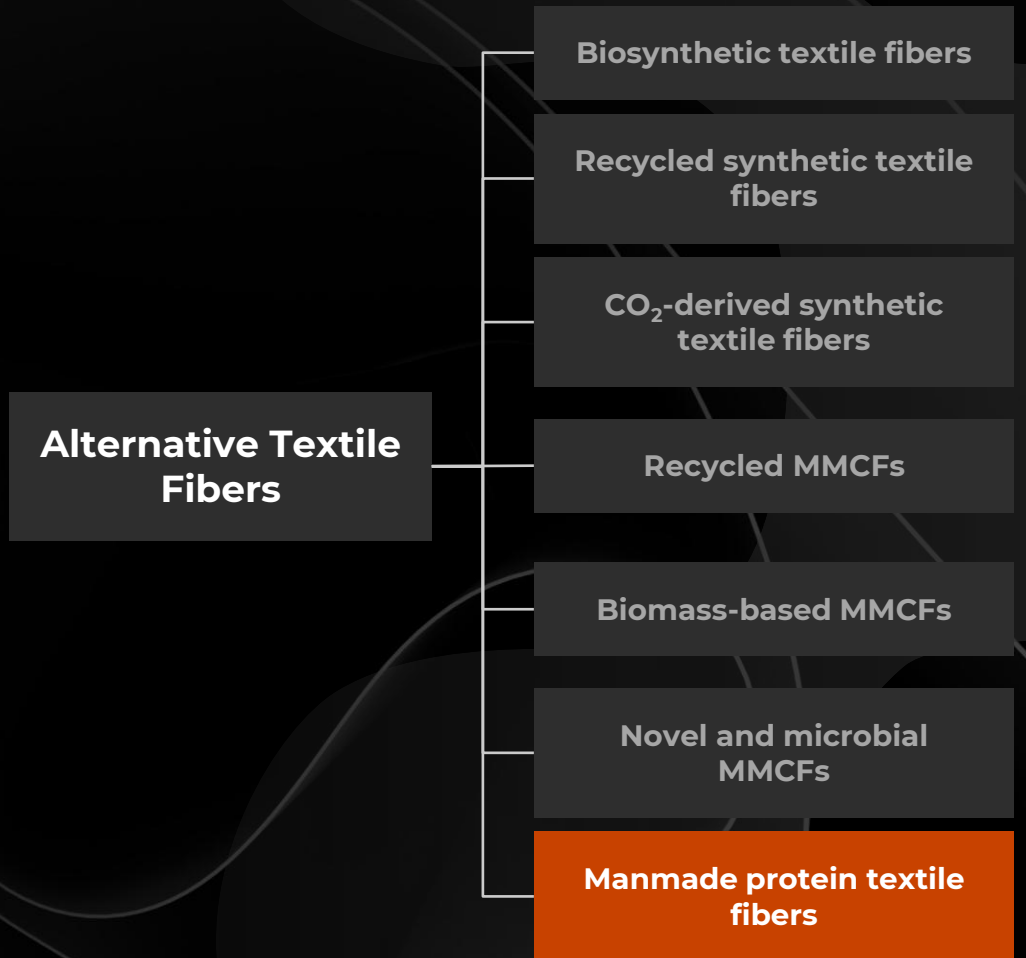 Biosynthetic textile fibers
Recycled synthetic textile
fibers
CO₂-derived synthetic
textile fibers
Alternative Textile
Fibers
Recycled MMCFs
Biomass-based MMCFs
Novel and microbial
MMCFs
Manmade protein textile
fibers